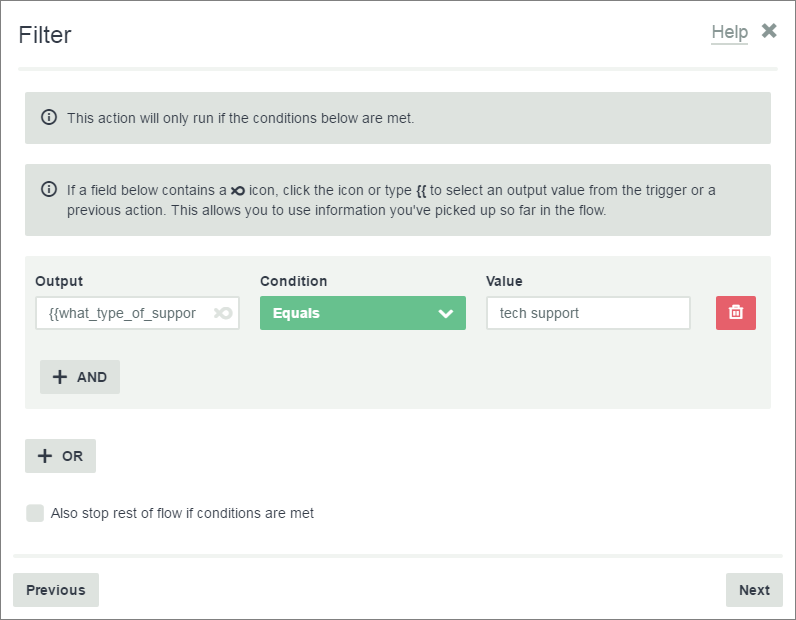 Filter
Help
This action will only run if the conditions below are met.
If a field below contains a icon, click the icon or type {{ to select an output value from the trigger or a
previous action. This allows you to use information you've picked up so far in the flow.
Output Condition Value
{{what_type_of_suppor Equals tech support
+ AND
+ OR
Also stop rest of flow if conditions are met
Previous Next